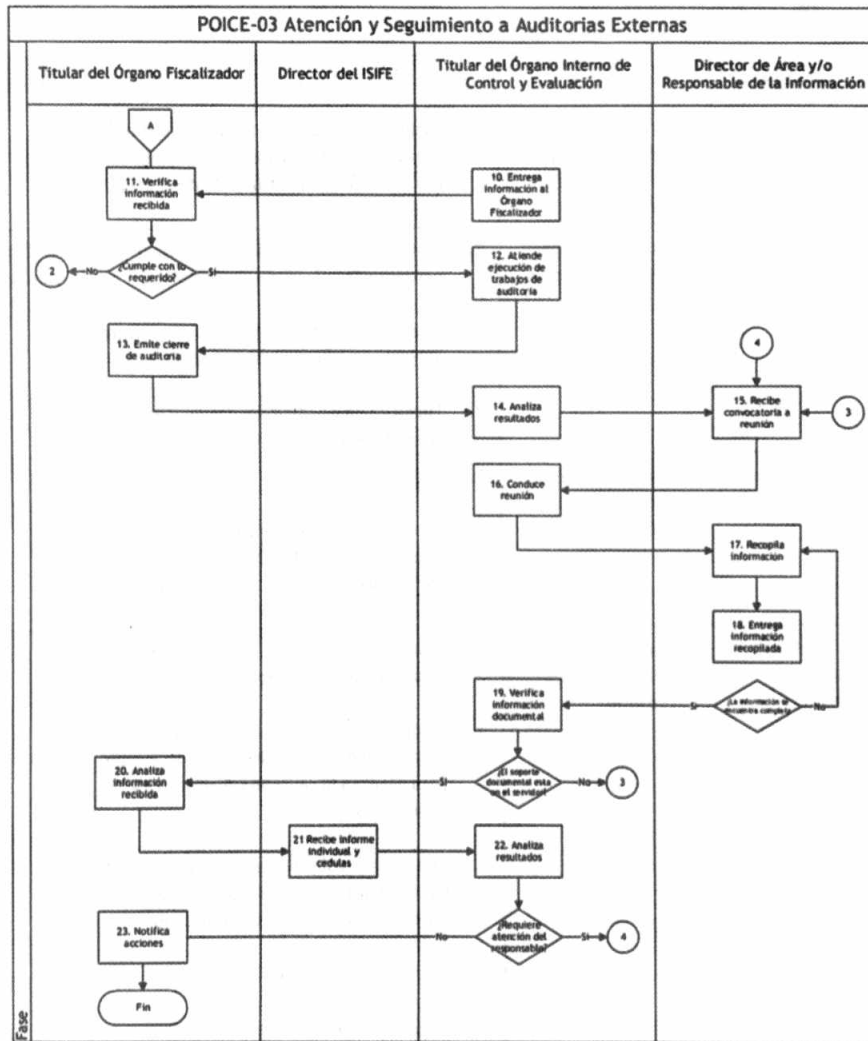 POICE-03 Atención y Seguimiento a Auditorias Externas
Titular del Órgano Fiscalizador
Director del ISIFE
Titular del Órgano Interno de
Control y Evaluación
Director de Área y/o
Responsable de la Información
A
11. Verifica
información
recibida
10. Entrega
información al
Órgano
Fiscalizador
2
No
¿Cumple con lo
requerido?
Si
12. Atiende
ejecución de
trabajos de
auditoria
13. Emite cierre
de auditoria
4
14. Analiza
resultados
15. Recibe
convocatoria a
reunión
3
16. Conduce
reunión
17. Recopila
información
18. Entrega
información
recopilada
19. Verifica
información
documental
Si
¿La información se
encuentra completa
No
20. Analiza
información
recibida
Si
¿El soporte
documental esta
en el servidor?
No
3
21 Recibe informe
individual y
cedulas
22. Analiza
resultados
23. Notifica
acciones
No
¿Requiere
atención del
responsable?
Si
4
Fin
Fase